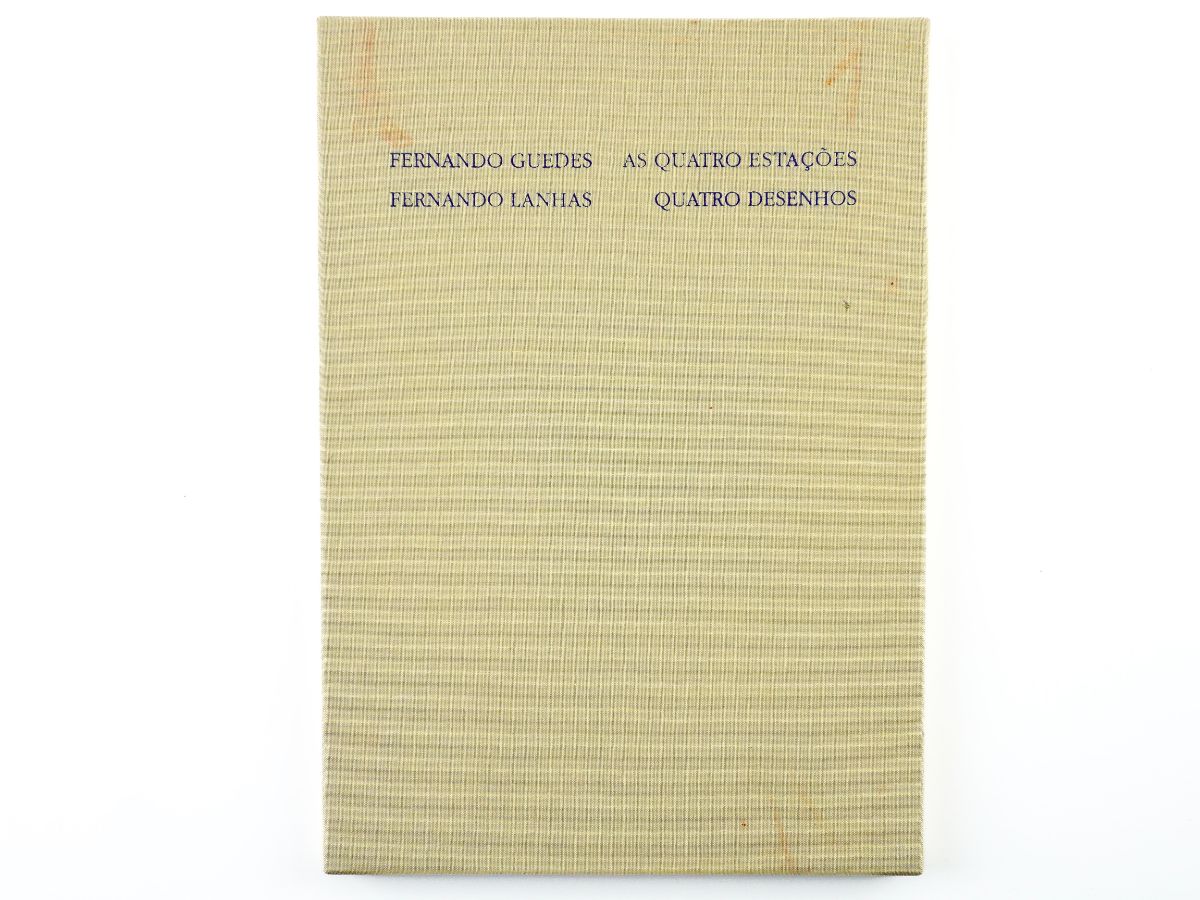 FERNANDO GUEDES AS QUATRO ESTAÇÕES
FERNANDO LANHAS QUATRO DESENHOS